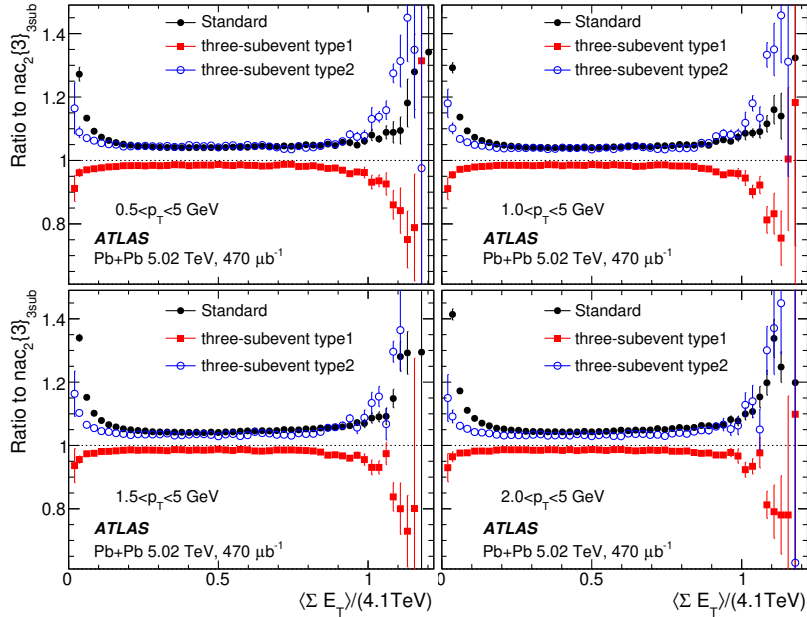 Ratio to nac₂{3}₃sub
1.4
1.2
1
0.8
Standard
three-subevent type1
three-subevent type2
0.5<p_T<5 GeV
ATLAS
Pb+Pb 5.02 TeV, 470 μb⁻¹
Standard
three-subevent type1
three-subevent type2
1.0<p_T<5 GeV
ATLAS
Pb+Pb 5.02 TeV, 470 μb⁻¹
Ratio to nac₂{3}₃sub
1.4
1.2
1
0.8
Standard
three-subevent type1
three-subevent type2
1.5<p_T<5 GeV
ATLAS
Pb+Pb 5.02 TeV, 470 μb⁻¹
0 0.5 1
⟨Σ E_T⟩/(4.1TeV)
Standard
three-subevent type1
three-subevent type2
2.0<p_T<5 GeV
ATLAS
Pb+Pb 5.02 TeV, 470 μb⁻¹
0 0.5 1
⟨Σ E_T⟩/(4.1TeV)